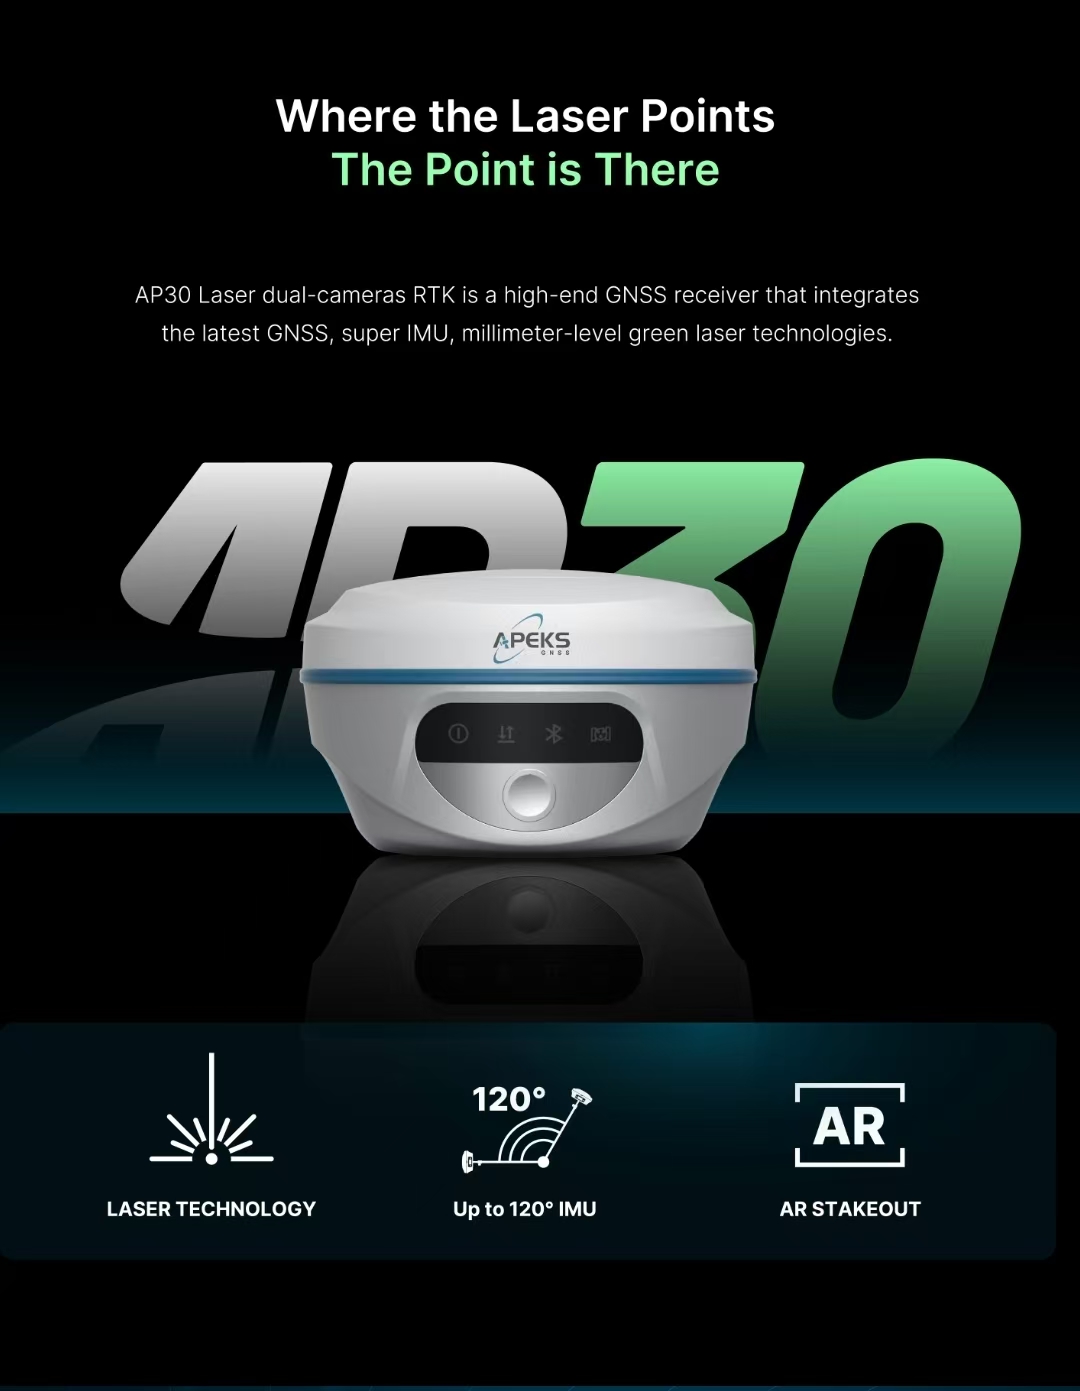 Where the Laser Points
The Point is There
AP30 Laser dual-cameras RTK is a high-end GNSS receiver that integrates
the latest GNSS, super IMU, millimeter-level green laser technologies.
AP30
APEKS
GNSS
120°
AR
LASER TECHNOLOGY
Up to 120° IMU
AR STAKEOUT